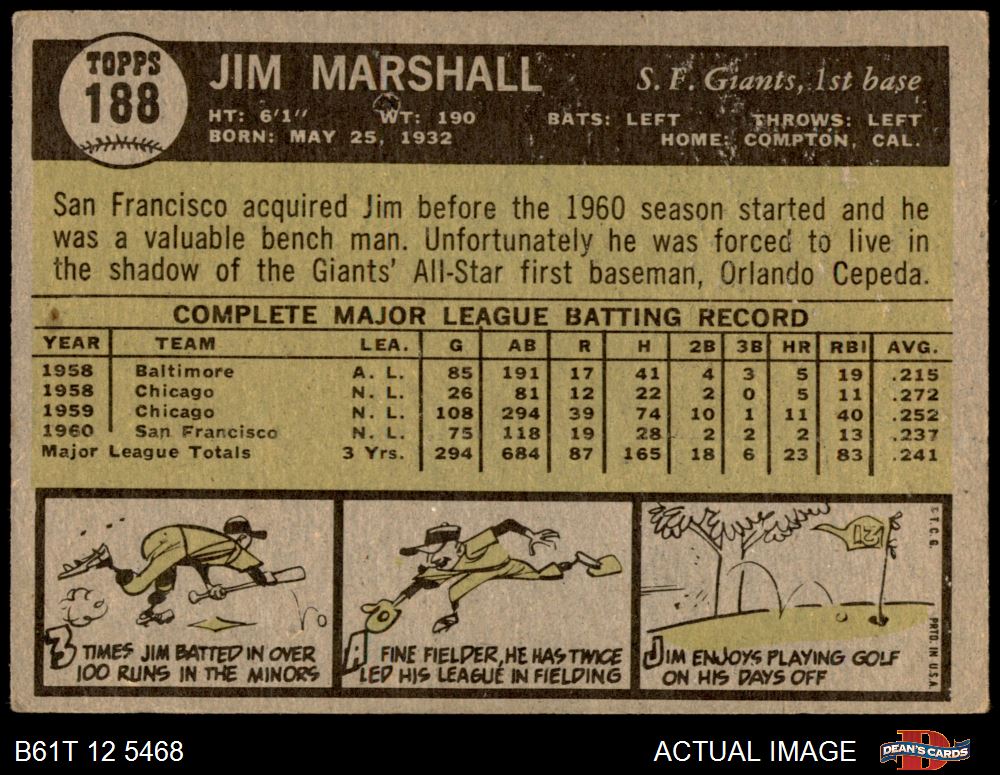 TOPPS
188
JIM MARSHALL
S. F. Giants, 1st base
HT: 6'1" WT: 190 BATS: LEFT THROWS: LEFT
BORN: MAY 25, 1932 HOME: COMPTON, CAL.
San Francisco acquired Jim before the 1960 season started and he
was a valuable bench man. Unfortunately he was forced to live in
the shadow of the Giants' All-Star first baseman, Orlando Cepeda.
COMPLETE MAJOR LEAGUE BATTING RECORD
YEAR TEAM LEA. G AB R H 2B 3B HR RBI AVG.
1958 Baltimore A. L. 85 191 17 41 4 3 5 19 .215
1958 Chicago N. L. 26 81 12 22 2 0 5 11 .272
1959 Chicago N. L. 108 294 39 74 10 1 11 40 .252
1960 San Francisco N. L. 75 118 19 28 2 2 2 13 .237
Major League Totals 3 Yrs. 294 684 87 165 18 6 23 83 .241
3 TIMES JIM BATTED IN OVER
100 RUNS IN THE MINORS
A FINE FIELDER, HE HAS TWICE
LED HIS LEAGUE IN FIELDING
12
JIM ENJOYS PLAYING GOLF
ON HIS DAYS OFF
© T. C. G.
PRTD. IN U.S.A.
B61T 12 5468
ACTUAL IMAGE
D
DEAN'S CARDS